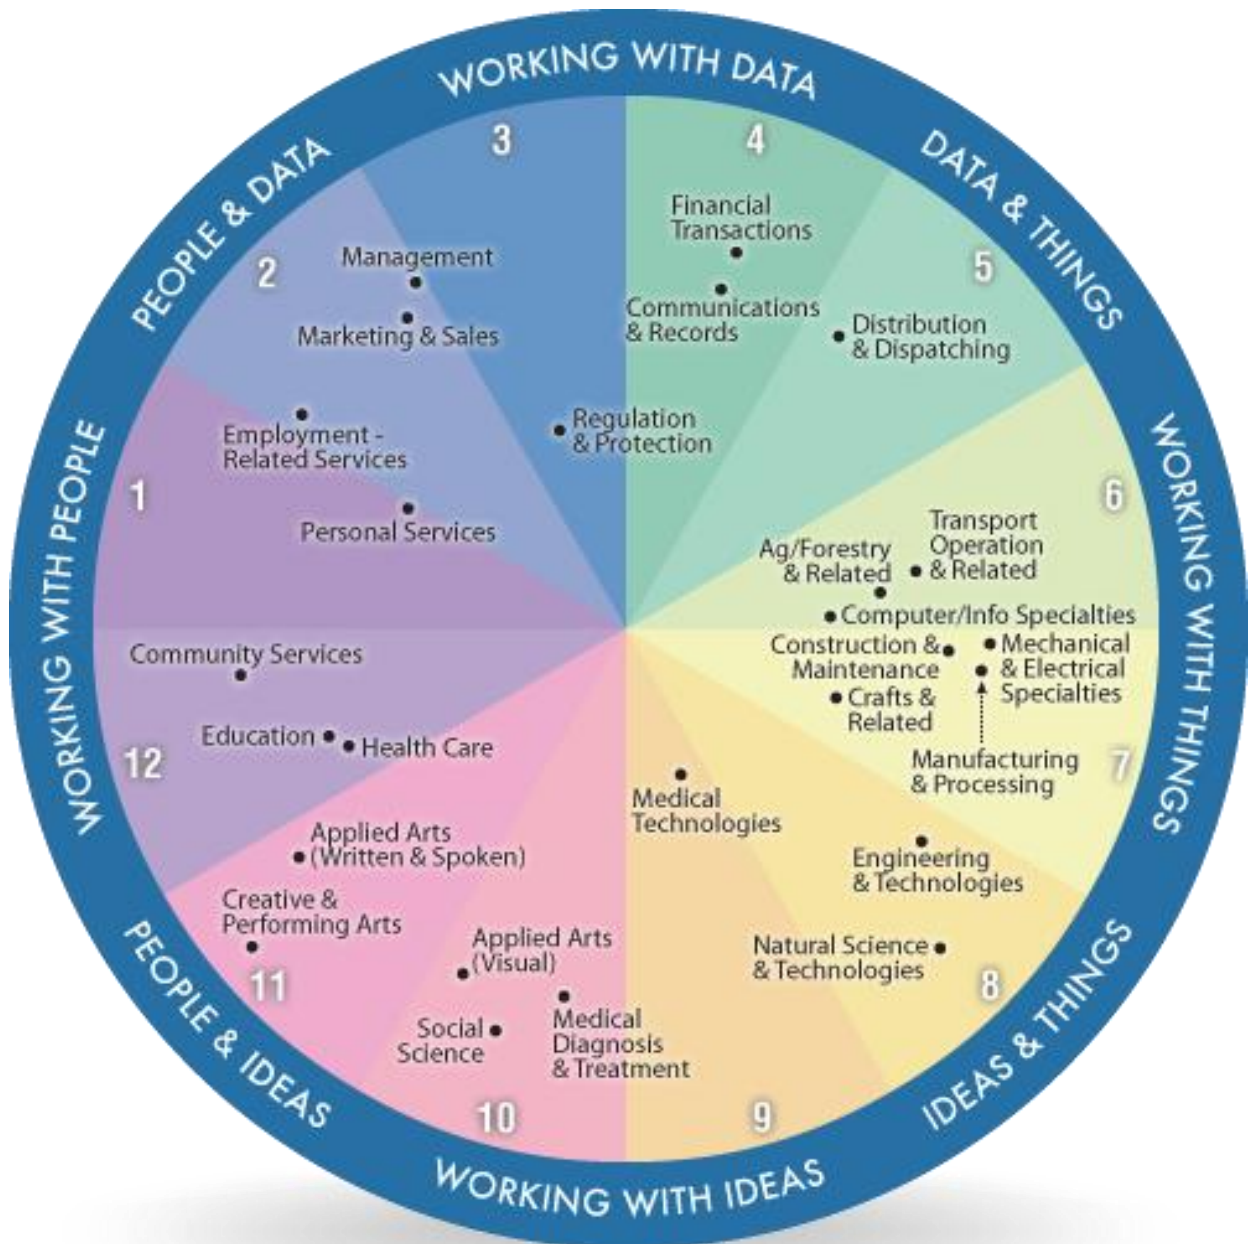 WORKING WITH DATA
DATA & THINGS
WORKING WITH THINGS
IDEAS & THINGS
WORKING WITH IDEAS
PEOPLE & IDEAS
WORKING WITH PEOPLE
PEOPLE & DATA
3
4
2
5
1
6
12
7
11
8
10
9
Management
Marketing & Sales
Employment -
Related Services
Personal Services
Regulation
& Protection
Financial
Transactions
Communications
& Records
Distribution
& Dispatching
Transport
Operation
& Related
Ag/Forestry
& Related
Computer/Info Specialties
Construction &
Maintenance
Mechanical
& Electrical
Specialties
Crafts &
Related
Manufacturing
& Processing
Community Services
Education
Health Care
Medical
Technologies
Engineering
& Technologies
Natural Science
& Technologies
Applied Arts
(Written & Spoken)
Creative &
Performing Arts
Applied Arts
(Visual)
Social
Science
Medical
Diagnosis
& Treatment